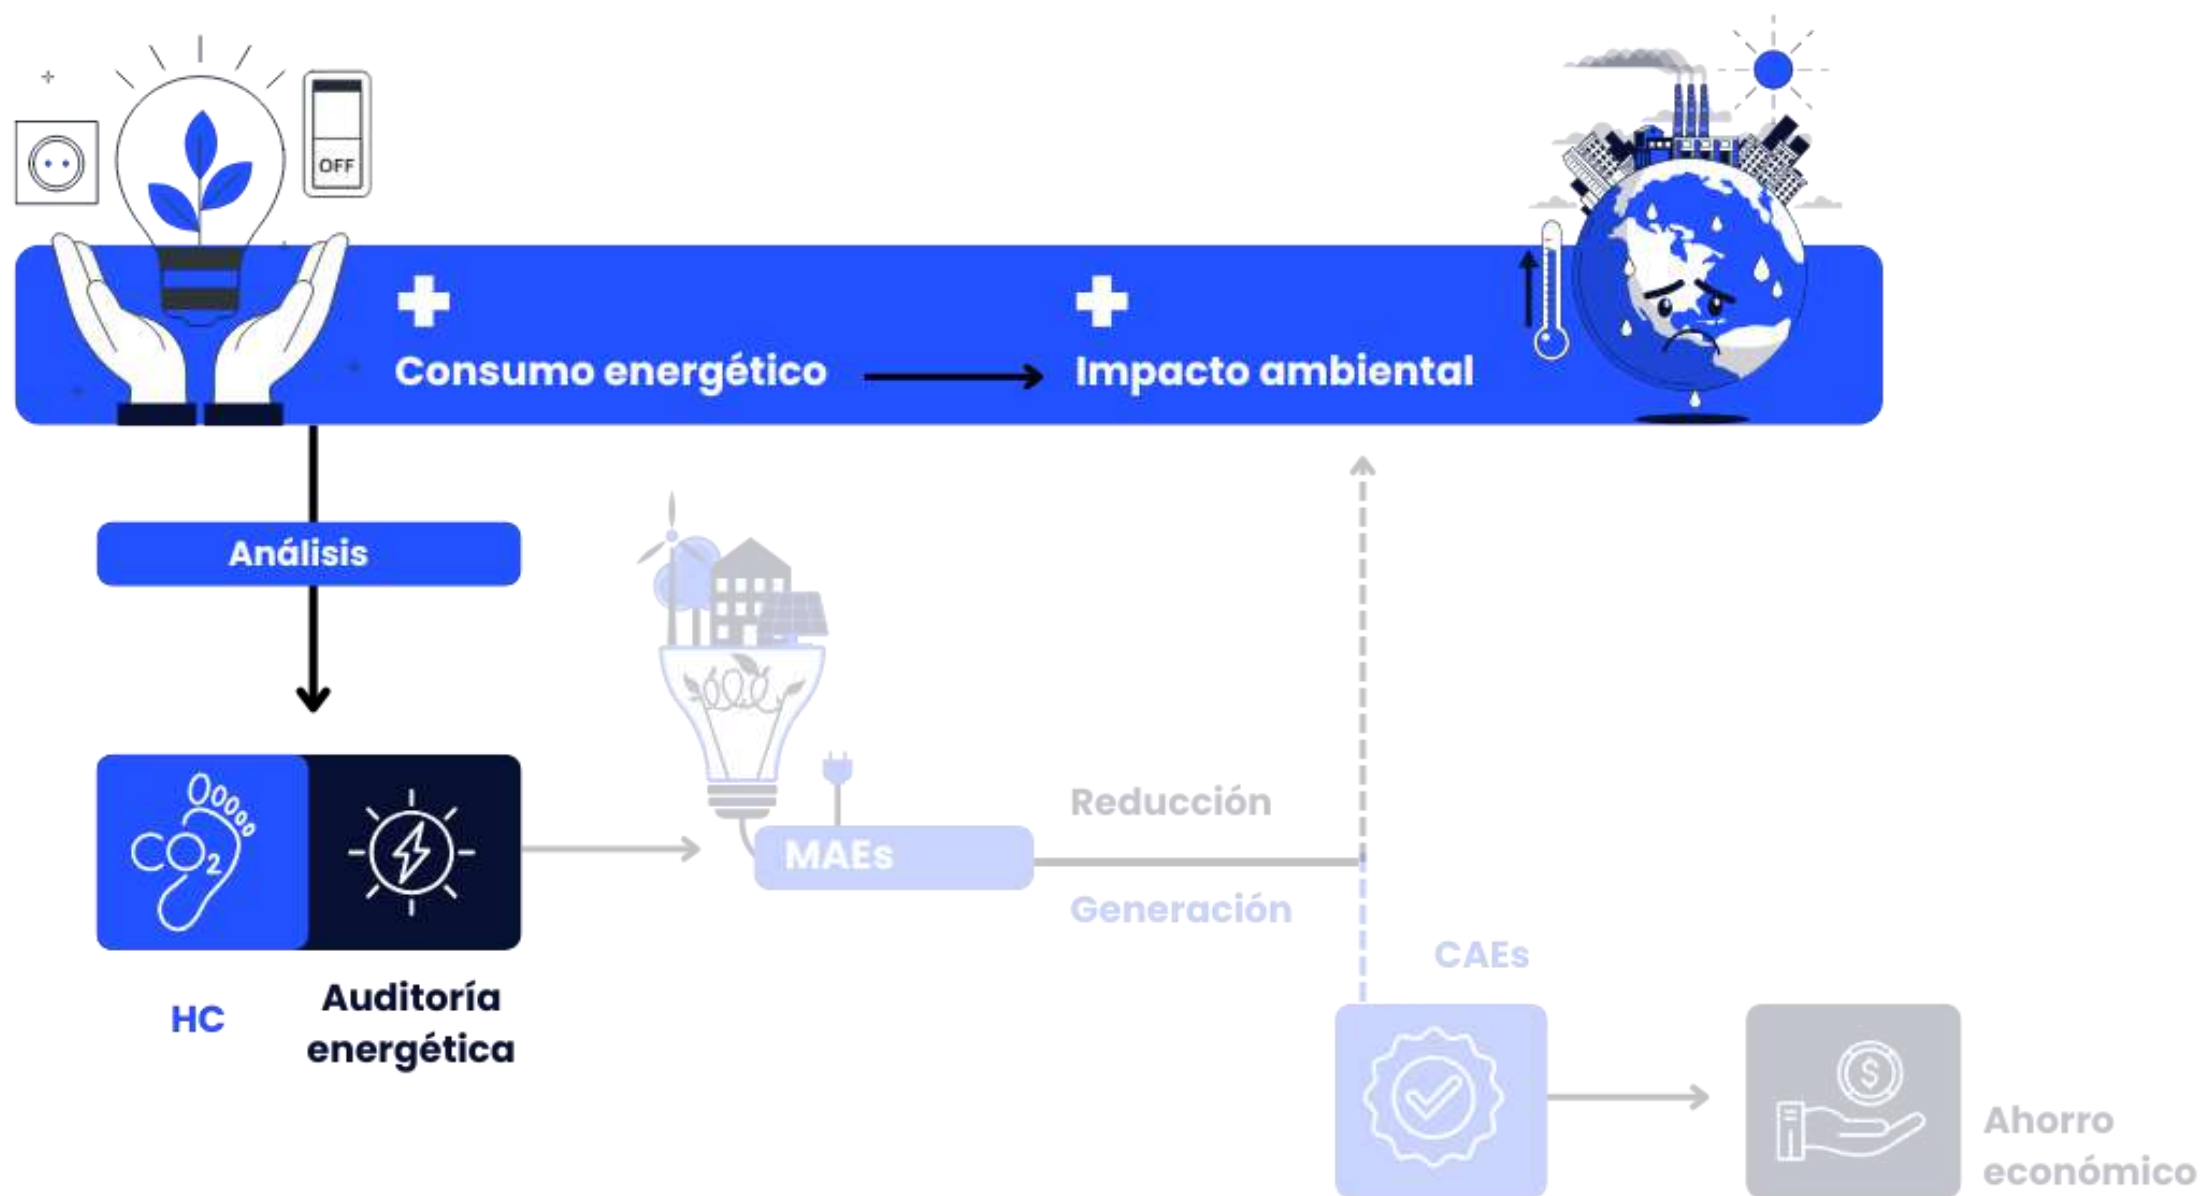 OFF
Consumo energético
Impacto ambiental
Análisis
CO2
HC
Auditoría
energética
MAEs
Reducción
Generación
CAEs
$
Ahorro
económico